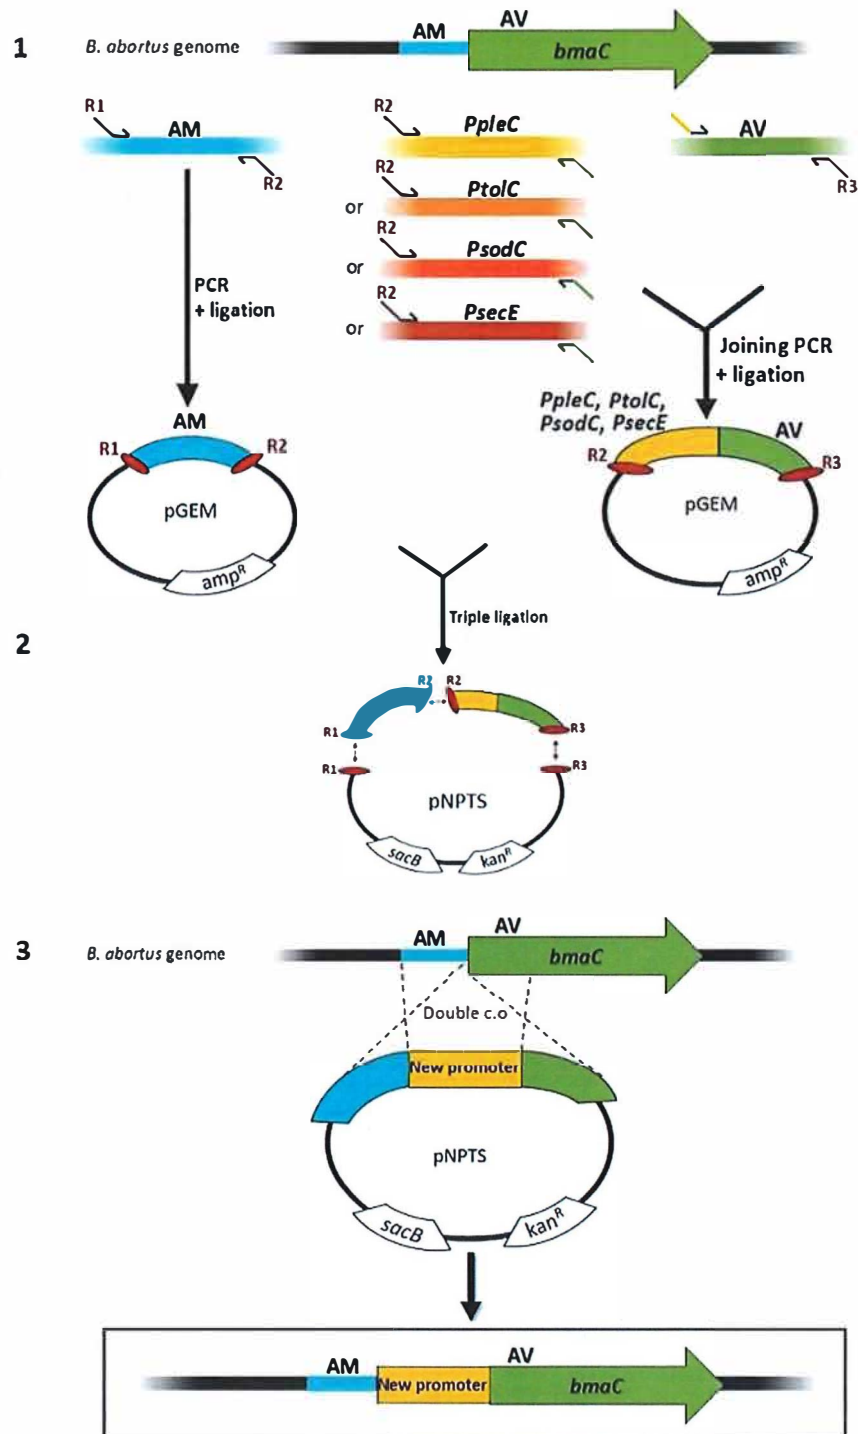 1
B. abortus genome
AM
AV
bmaC
R1
AM
R2
R2
PpleC
or
R2
PtolC
or
R2
PsodC
or
R2
PsecE
AV
R3
PCR
+ ligation
Joining PCR
+ ligation
AM
R1
R2
pGEM
ampR
PpleC, PtolC,
PsodC, PsecE
AV
R2
R3
pGEM
ampR
2
Triple ligation
R2
R2
R1
R3
R1
R3
pNPTS
sacB
kanR
3
B. abortus genome
AM
AV
bmaC
Double c.o
New promoter
pNPTS
sacB
kanR
AM
AV
New promoter
bmaC